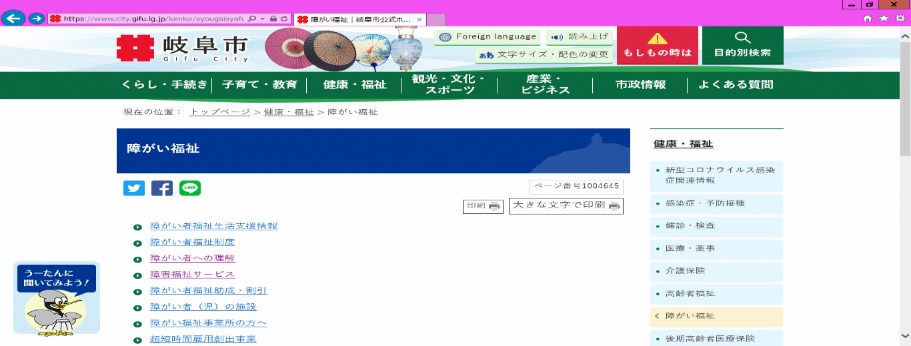 https://www.city.gifu.lg.jp/kenko/syougaisyah
障がい福祉｜岐阜市公式ホ...
岐阜市
Gifu City
Foreign language
読み上げ
文字サイズ・配色の変更
もしもの時は
目的別検索
くらし・手続き
子育て・教育
健康・福祉
観光・文化・
スポーツ
産業・
ビジネス
市政情報
よくある質問
現在の位置： トップページ > 健康・福祉 > 障がい福祉
障がい福祉
ページ番号1004645
印刷
大きな文字で印刷
障がい者福祉生活支援情報
障がい者福祉制度
障がい者への理解
障害福祉サービス
障がい者福祉助成・割引
障がい者（児）の施設
障がい福祉事業所の方へ
超短時間雇用創出事業
うーたんに
聞いてみよう！
健康・福祉
新型コロナウイルス感染
症関連情報
感染症・予防接種
健診・検査
医療・薬事
介護保険
高齢者福祉
障がい福祉
後期高齢者医療保険